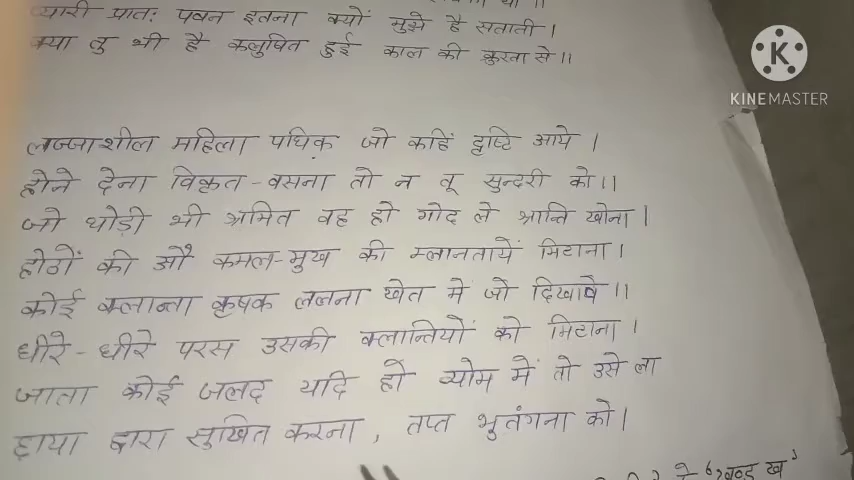 प्यारी प्रातः पवन इतना क्यों मुझे है सताती।
क्या तु भी है कलुषित हुई काल की क्रुरता से॥
KINEMASTER
लज्जाशील महिला पथिक जो कहिं दृष्टि आये ।
होने देना विकृत-वसना तो न तू सुन्दरी को॥
जो थोड़ी भी श्रमित वह हो गोद ले श्रान्ति खोना।
होठों की औ कमल-मुख की म्लानतायें मिटाना।
कोई क्लान्ता कृषक ललना खेत में जो दिखावे॥
धीरे-धीरे परस उसकी क्लान्तियों को मिटाना।
जाता कोई जलद यदि हो व्योम में तो उसे ला
छाया द्वारा सुखित करना, तप्त भुतंगना को।
खण्ड ख'